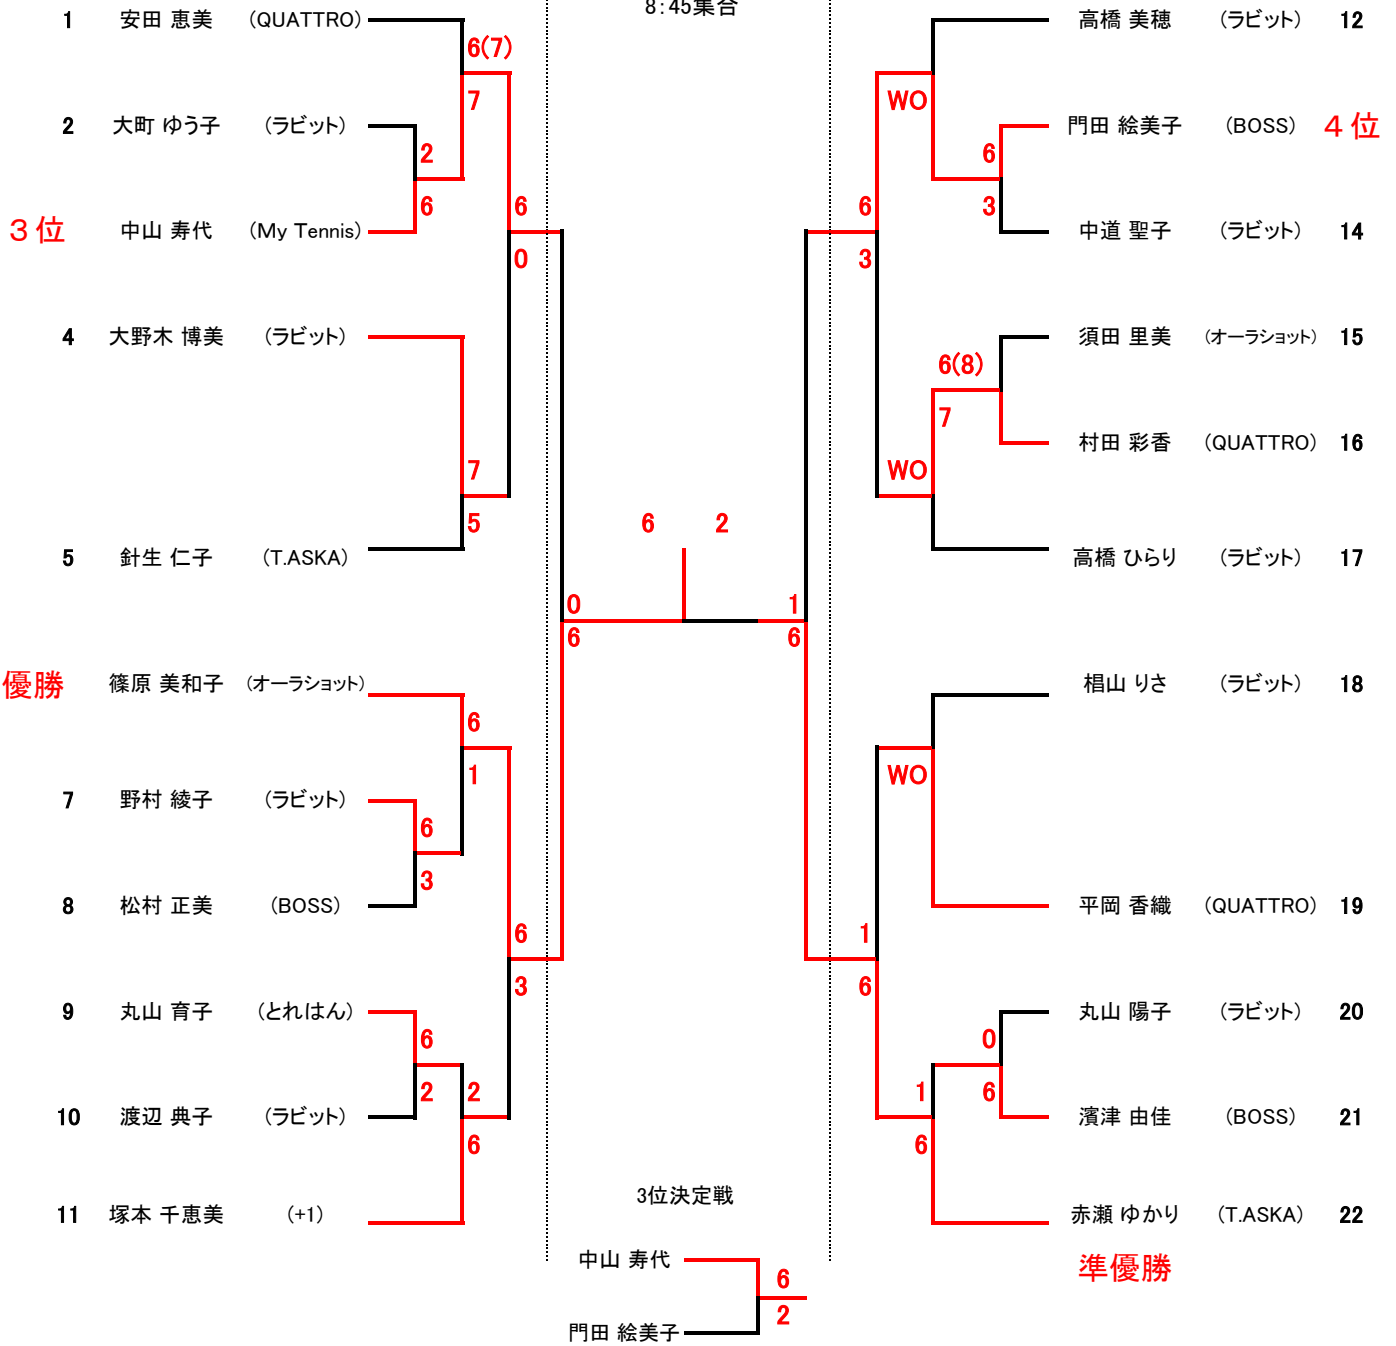 8：45集合
1 安田 恵美 （QUATTRO）
6(7)
7
2 大町 ゆう子 （ラビット）
2
6
3位 中山 寿代 （My Tennis）
6
0
4 大野木 博美 （ラビット）
7
5
5 針生 仁子 （T.ASKA）
0
6
優勝 篠原 美和子 （オーラショット）
6
1
7 野村 綾子 （ラビット）
6
3
8 松村 正美 （BOSS）
6
3
9 丸山 育子 （とれはん）
6
2
10 渡辺 典子 （ラビット）
2
6
11 塚本 千恵美 （+1）
6 2
高橋 美穂 （ラビット） 12
WO
門田 絵美子 （BOSS） 4位
6
3
中道 聖子 （ラビット） 14
6
3
須田 里美 （オーラショット） 15
6(8)
7
村田 彩香 （QUATTRO） 16
WO
高橋 ひらり （ラビット） 17
1
6
椙山 りさ （ラビット） 18
WO
平岡 香織 （QUATTRO） 19
1
6
丸山 陽子 （ラビット） 20
0
6
濱津 由佳 （BOSS） 21
1
6
赤瀬 ゆかり （T.ASKA） 22
準優勝
3位決定戦
中山 寿代
6
2
門田 絵美子